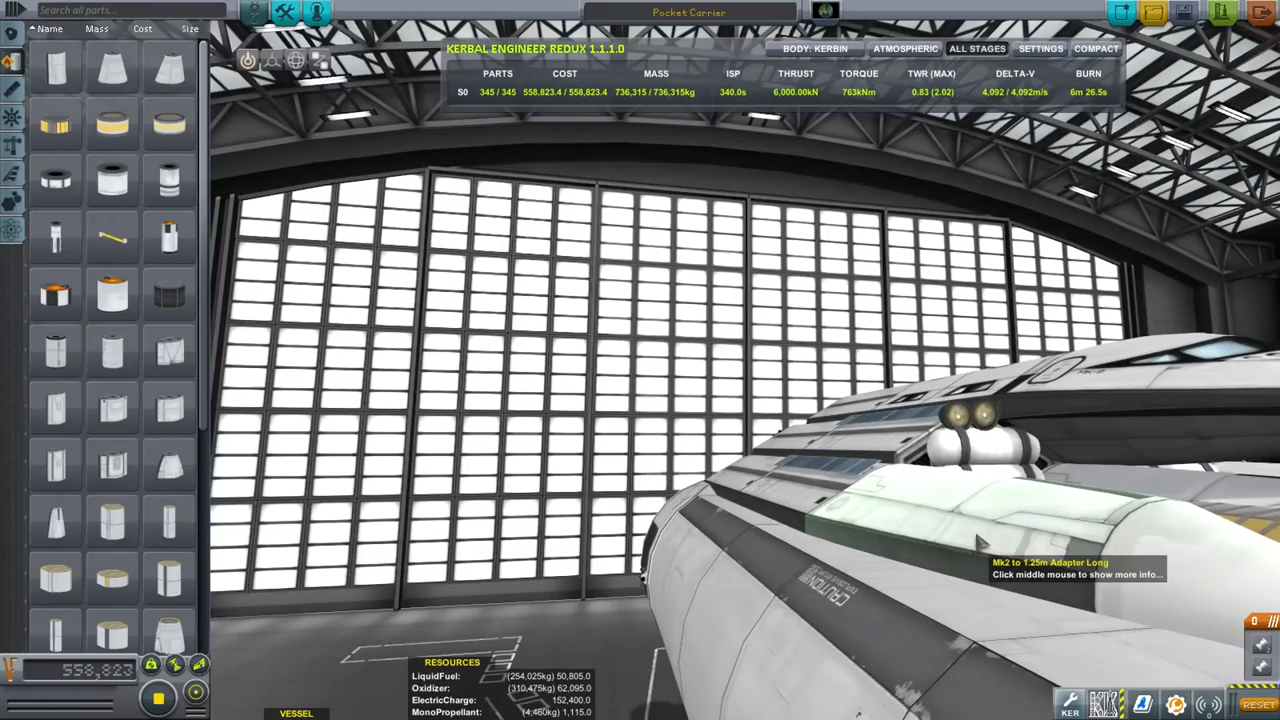 Search all parts...
Pocket Carrier
Name Mass Cost Size
KERBAL ENGINEER REDUX 1.1.1.0
BODY: KERBIN ATMOSPHERIC ALL STAGES SETTINGS COMPACT
PARTS COST MASS ISP THRUST TORQUE TWR (MAX) DELTA-V BURN
S0 345 / 345 558,823.4 / 558,823.4 736,315 / 736,315kg 340.0s 6,000.00kN 763kNm 0.83 (2.02) 4,092 / 4,092m/s 6m 26.5s
Mk2 to 1.25m Adapter Long
Click middle mouse to show more info...
CAUTION
0
558,823
RESOURCES
LiquidFuel: (254,025kg) 50,805.0
Oxidizer: (310,475kg) 62,095.0
ElectricCharge: 152,400.0
MonoPropellant: (4,460kg) 1,115.0
VESSEL
KER
RESET